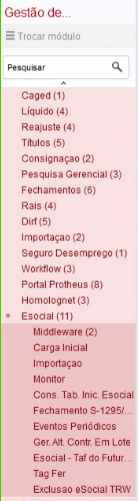 Gestão de...
Trocar módulo
Pesquisar
Caged (1)
Líquido (4)
Reajuste (4)
Títulos (5)
Consignaçao (2)
Pesquisa Gerencial (3)
Fechamentos (6)
Rais (4)
Dirf (5)
Importaçao (2)
Seguro Desemprego (1)
Workflow (3)
Portal Protheus (8)
Homolognet (3)
Esocial (11)
Middleware (2)
Carga Inicial
Importaçao
Monitor
Cons. Tab. Inic. Esocial
Fechamento S-1295/...
Eventos Periódicos
Ger. Alt. Contr. Em Lote
Esocial - Taf do Futur...
Tag Fer
Exclusao eSocial TRW